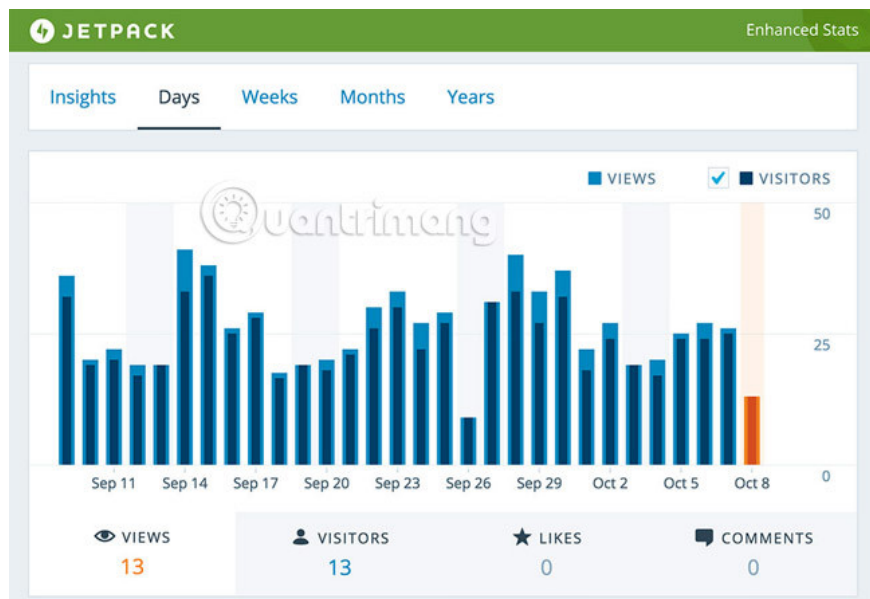 JETPACK Enhanced Stats
Insights Days Weeks Months Years
VIEWS VISITORS
Quantrimang
50
25
0
Sep 11 Sep 14 Sep 17 Sep 20 Sep 23 Sep 26 Sep 29 Oct 2 Oct 5 Oct 8
VIEWS VISITORS LIKES COMMENTS
13 13 0 0